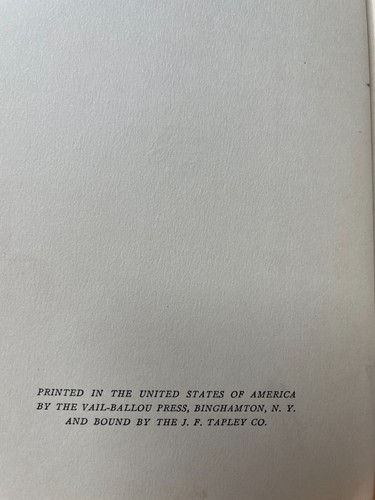 PRINTED IN THE UNITED STATES OF AMERICA
BY THE VAIL-BALLOU PRESS, BINGHAMTON, N. Y.
AND BOUND BY THE J. F. TAPLEY CO.